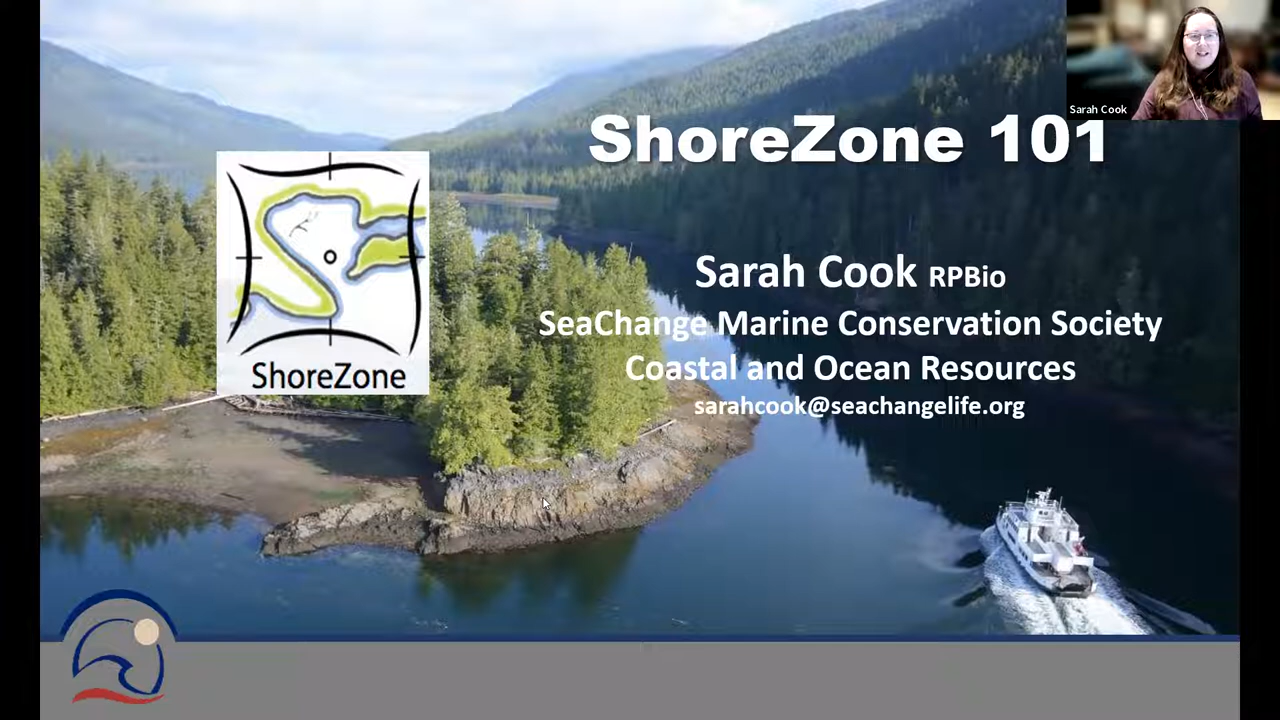 Sarah Cook
ShoreZone 101
ShoreZone
Sarah Cook RPBio
SeaChange Marine Conservation Society
Coastal and Ocean Resources
sarahcook@seachangelife.org